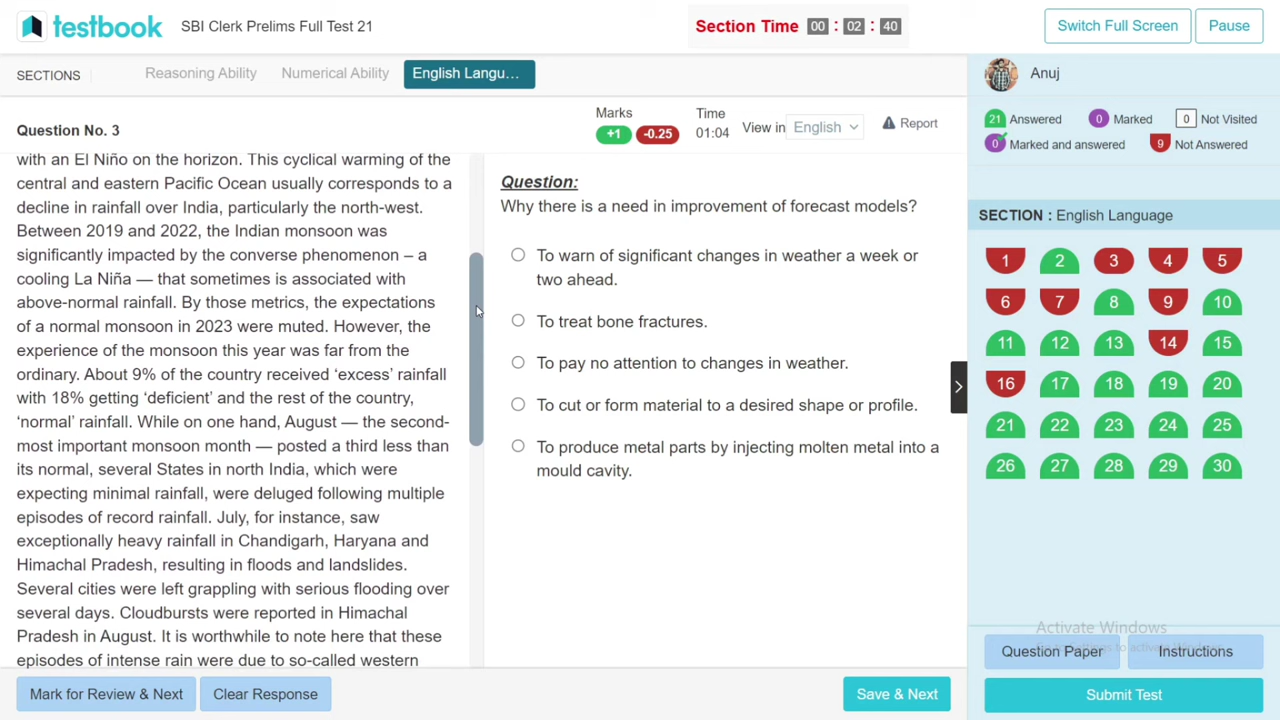 testbook
SBI Clerk Prelims Full Test 21
Section Time 00 : 02 : 40
Switch Full Screen
Pause
SECTIONS
Reasoning Ability
Numerical Ability
English Langu...
Anuj
Question No. 3
Marks
+1
-0.25
Time
01:04
View in
English
Report
21 Answered
0 Marked
0 Not Visited
0 Marked and answered
9 Not Answered
with an El Niño on the horizon. This cyclical warming of the
central and eastern Pacific Ocean usually corresponds to a
decline in rainfall over India, particularly the north-west.
Between 2019 and 2022, the Indian monsoon was
significantly impacted by the converse phenomenon – a
cooling La Niña — that sometimes is associated with
above-normal rainfall. By those metrics, the expectations
of a normal monsoon in 2023 were muted. However, the
experience of the monsoon this year was far from the
ordinary. About 9% of the country received ‘excess’ rainfall
with 18% getting ‘deficient’ and the rest of the country,
‘normal’ rainfall. While on one hand, August — the second-
most important monsoon month — posted a third less than
its normal, several States in north India, which were
expecting minimal rainfall, were deluged following multiple
episodes of record rainfall. July, for instance, saw
exceptionally heavy rainfall in Chandigarh, Haryana and
Himachal Pradesh, resulting in floods and landslides.
Several cities were left grappling with serious flooding over
several days. Cloudbursts were reported in Himachal
Pradesh in August. It is worthwhile to note here that these
episodes of intense rain were due to so-called western
Question:
Why there is a need in improvement of forecast models?
To warn of significant changes in weather a week or
two ahead.
To treat bone fractures.
To pay no attention to changes in weather.
To cut or form material to a desired shape or profile.
To produce metal parts by injecting molten metal into a
mould cavity.
SECTION : English Language
1 2 3 4 5
6 7 8 9 10
11 12 13 14 15
16 17 18 19 20
21 22 23 24 25
26 27 28 29 30
Activate Windows
Question Paper
Instructions
Mark for Review & Next
Clear Response
Save & Next
Submit Test